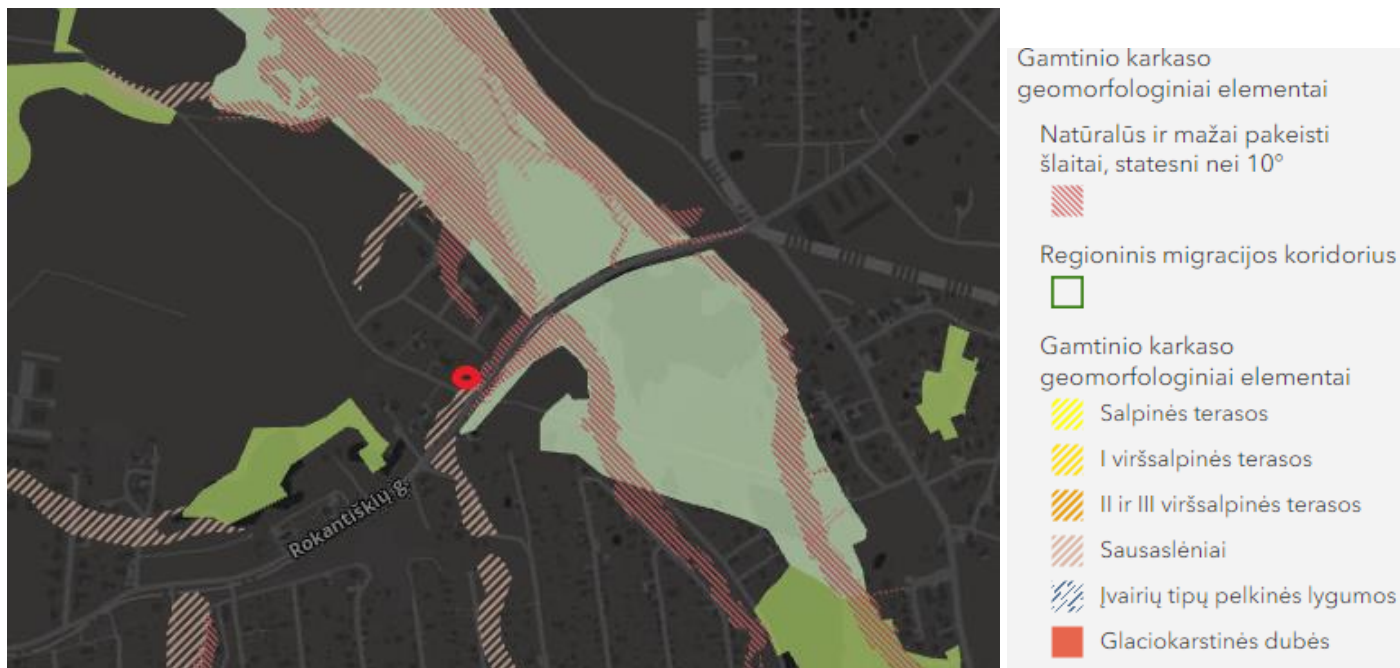 Rokantiškių g.
Gamtinio karkaso
geomorfologiniai elementai
Natūralūs ir mažai pakeisti
šlaitai, statesni nei 10°
Regioninis migracijos koridorius
Gamtinio karkaso
geomorfologiniai elementai
Salpinės terasos
I viršsalpinės terasos
II ir III viršsalpinės terasos
Sausaslėniai
Įvairių tipų pelkinės lygumos
Glaciokarstinės dubės